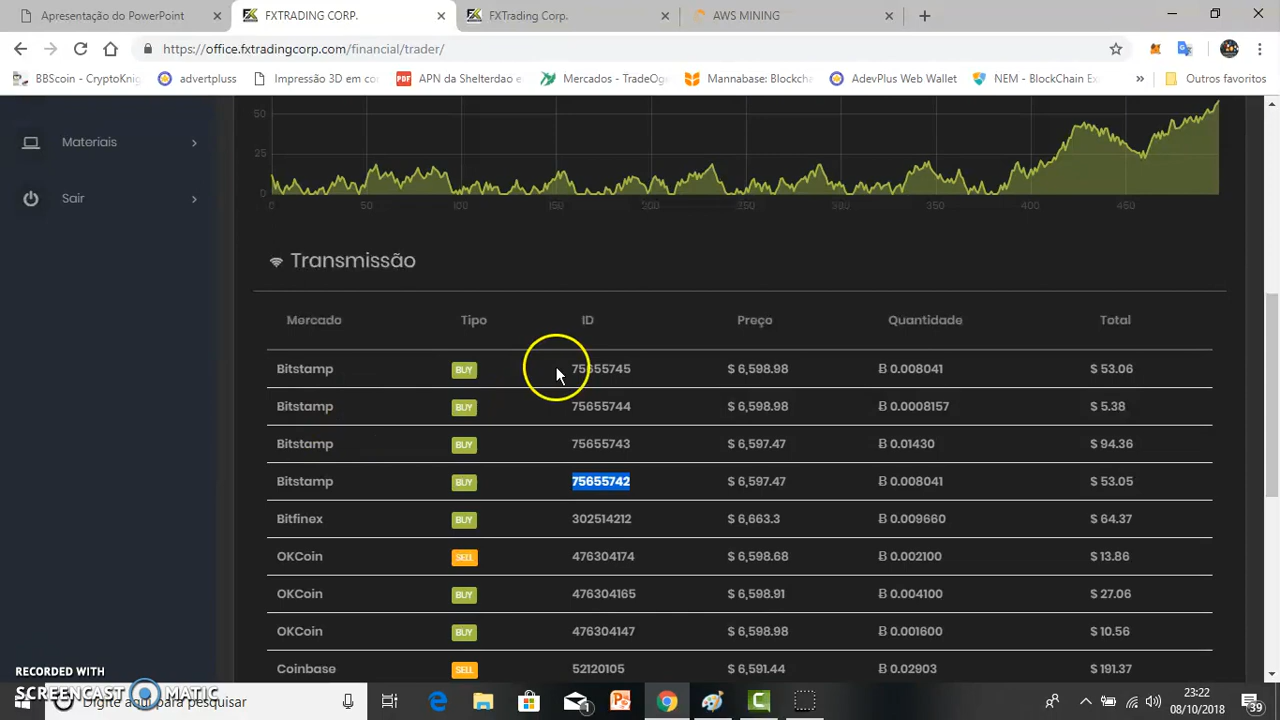 Apresentação do PowerPoint
FXTRADING CORP.
FXTrading Corp.
AWS MINING
https://office.fxtradingcorp.com/financial/trader/
BBScoin - CryptoKnig
advertpluss
Impressão 3D em co
PDF
APN da Shelterdao e
Mercados - TradeOg
Mannabase: Blockcha
AdevPlus Web Wallet
NEM - BlockChain Ex
Outros favoritos
Materiais
Sair
50
25
0
0 50 100 150 200 250 300 350 400 450
Transmissão
Mercado Tipo ID Preço Quantidade Total
Bitstamp BUY 75655745 $ 6,598.98 Ƀ 0.008041 $ 53.06
Bitstamp BUY 75655744 $ 6,598.98 Ƀ 0.0008157 $ 5.38
Bitstamp BUY 75655743 $ 6,597.47 Ƀ 0.01430 $ 94.36
Bitstamp BUY 75655742 $ 6,597.47 Ƀ 0.008041 $ 53.05
Bitfinex BUY 302514212 $ 6,663.3 Ƀ 0.009660 $ 64.37
OKCoin SELL 476304174 $ 6,598.68 Ƀ 0.002100 $ 13.86
OKCoin BUY 476304165 $ 6,598.91 Ƀ 0.004100 $ 27.06
OKCoin BUY 476304147 $ 6,598.98 Ƀ 0.001600 $ 10.56
Coinbase SELL 52120105 $ 6,591.44 Ƀ 0.02903 $ 191.37
RECORDED WITH
SCREENCAST MATIC
Digite aqui para pesquisar
1
23:22
08/10/2018
39